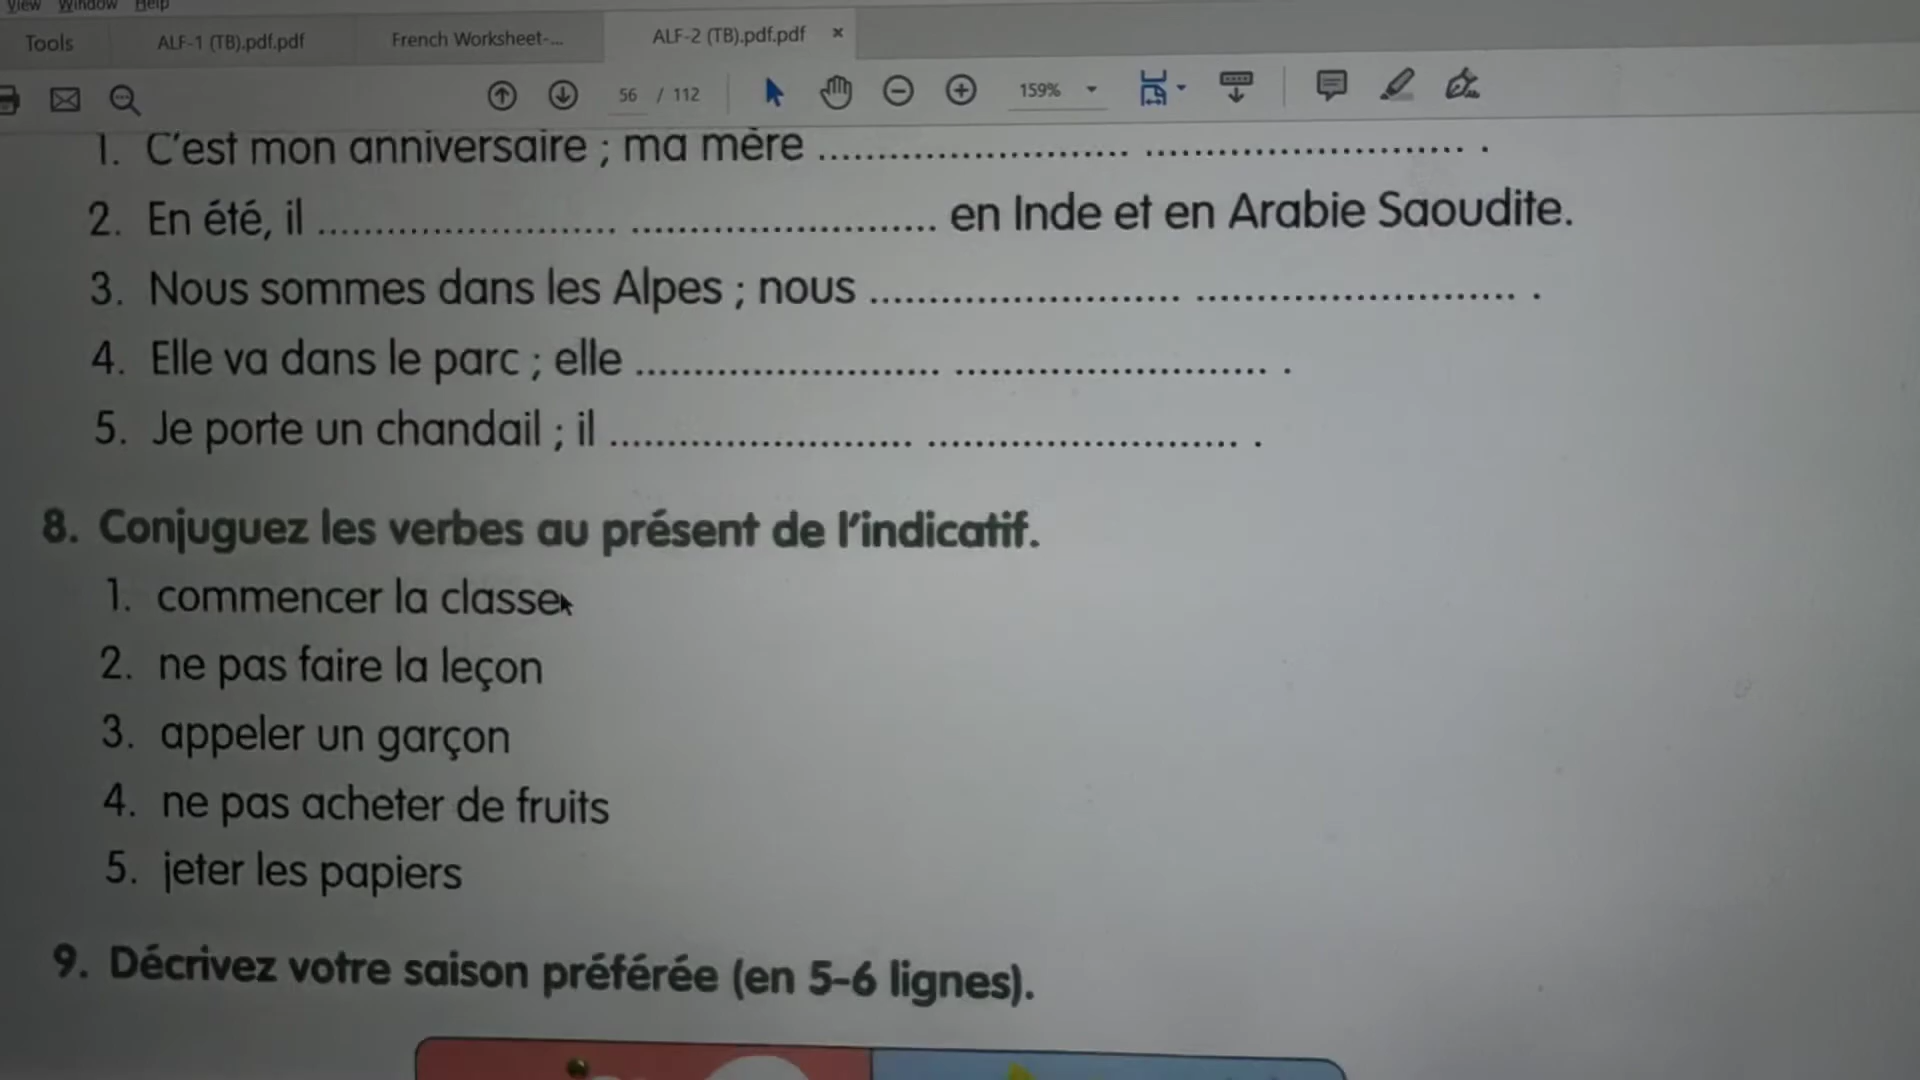 View Window Help
Tools ALF-1 (TB).pdf.pdf French Worksheet-... ALF-2 (TB).pdf.pdf ×
56 / 112 159%
1. C'est mon anniversaire ; ma mère .......................... ........................... .
2. En été, il ......................... .......................... en Inde et en Arabie Saoudite.
3. Nous sommes dans les Alpes ; nous .......................... ........................... .
4. Elle va dans le parc ; elle .......................... .......................... .
5. Je porte un chandail ; il .......................... .......................... .
8. Conjuguez les verbes au présent de l'indicatif.
1. commencer la classe
2. ne pas faire la leçon
3. appeler un garçon
4. ne pas acheter de fruits
5. jeter les papiers
9. Décrivez votre saison préférée (en 5-6 lignes).